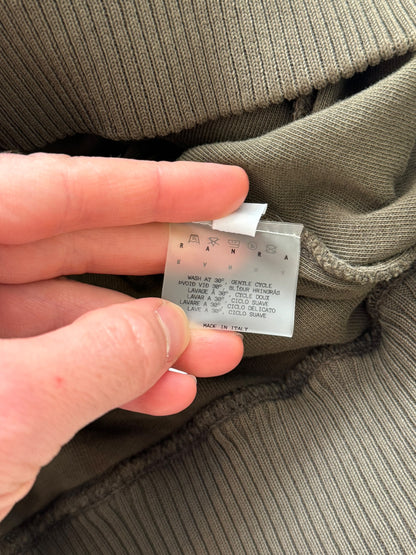 R A N R A
WASH AT 30°, GENTLE CYCLE
LAVAGE À 30°, CYCLE DOUX
LAVAR A 30°, CICLO SUAVE
LAVARE A 30°, CICLO DELICATO
LAVE À 30°, CICLO SUAVE
MADE IN ITALY